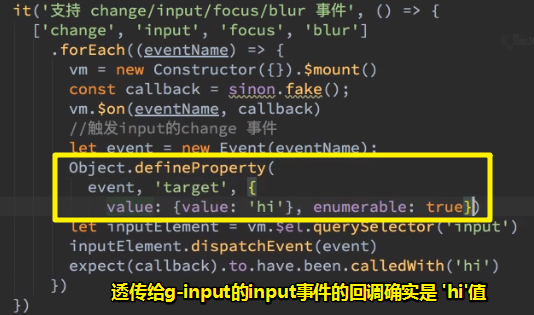 it('支持 change/input/focus/blur 事件', () => {
['change', 'input', 'focus', 'blur']
.forEach((eventName) => {
vm = new Constructor({}).$mount()
const callback = sinon.fake();
vm.$on(eventName, callback)
//触发input的change 事件
let event = new Event(eventName);
Object.defineProperty(
event, 'target', {
value: {value: 'hi'}, enumerable: true})
let inputElement = vm.$el.querySelector('input')
inputElement.dispatchEvent(event)
expect(callback).to.have.been.calledWith('hi')
})
透传给g-input的input事件的回调确实是 'hi'值
})